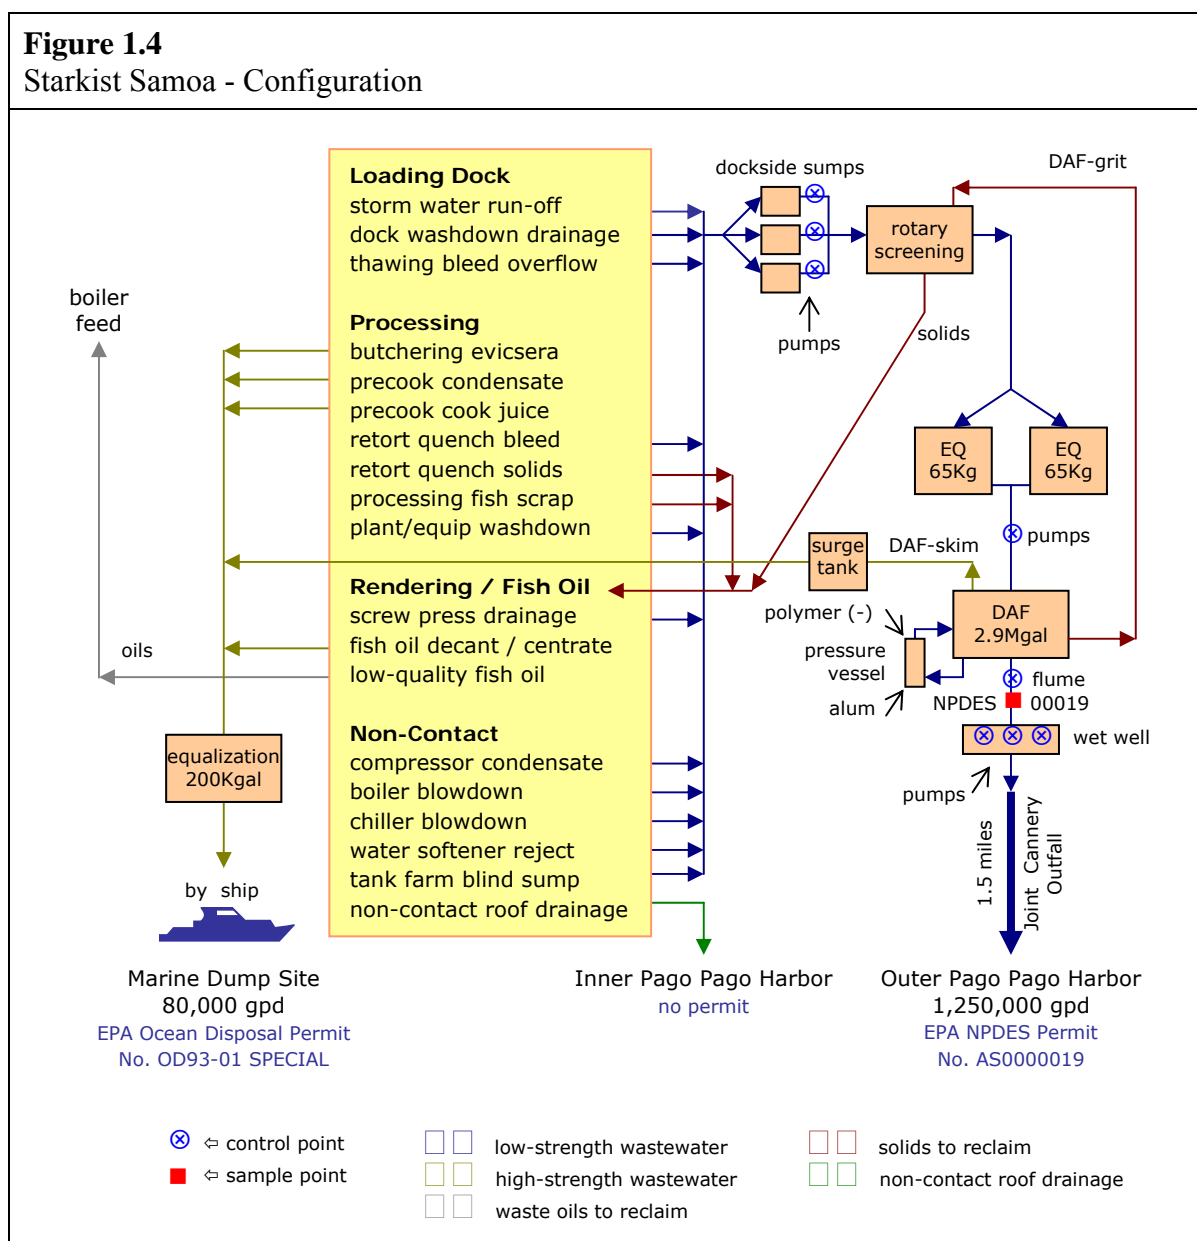 Figure 1.4
Starkist Samoa - Configuration
Loading Dock
storm water run-off
dock washdown drainage
thawing bleed overflow
Processing
butchering evicsera
precook condensate
precook cook juice
retort quench bleed
retort quench solids
processing fish scrap
plant/equip washdown
Rendering / Fish Oil
screw press drainage
fish oil decant / centrate
low-quality fish oil
Non-Contact
compressor condensate
boiler blowdown
chiller blowdown
water softener reject
tank farm blind sump
non-contact roof drainage
boiler
feed
oils
equalization
200Kgal
by ship
Marine Dump Site
80,000 gpd
EPA Ocean Disposal Permit
No. OD93-01 SPECIAL
Inner Pago Pago Harbor
no permit
dockside sumps
pumps
rotary
screening
DAF-grit
solids
EQ
65Kg
EQ
65Kg
pumps
surge
tank
DAF-skim
DAF
2.9Mgal
polymer (-)
pressure
vessel
alum
flume
NPDES 00019
wet well
pumps
1.5 miles
Joint Cannery
Outfall
Outer Pago Pago Harbor
1,250,000 gpd
EPA NPDES Permit
No. AS0000019
⇦ control point
⇦ sample point
low-strength wastewater
high-strength wastewater
waste oils to reclaim
solids to reclaim
non-contact roof drainage